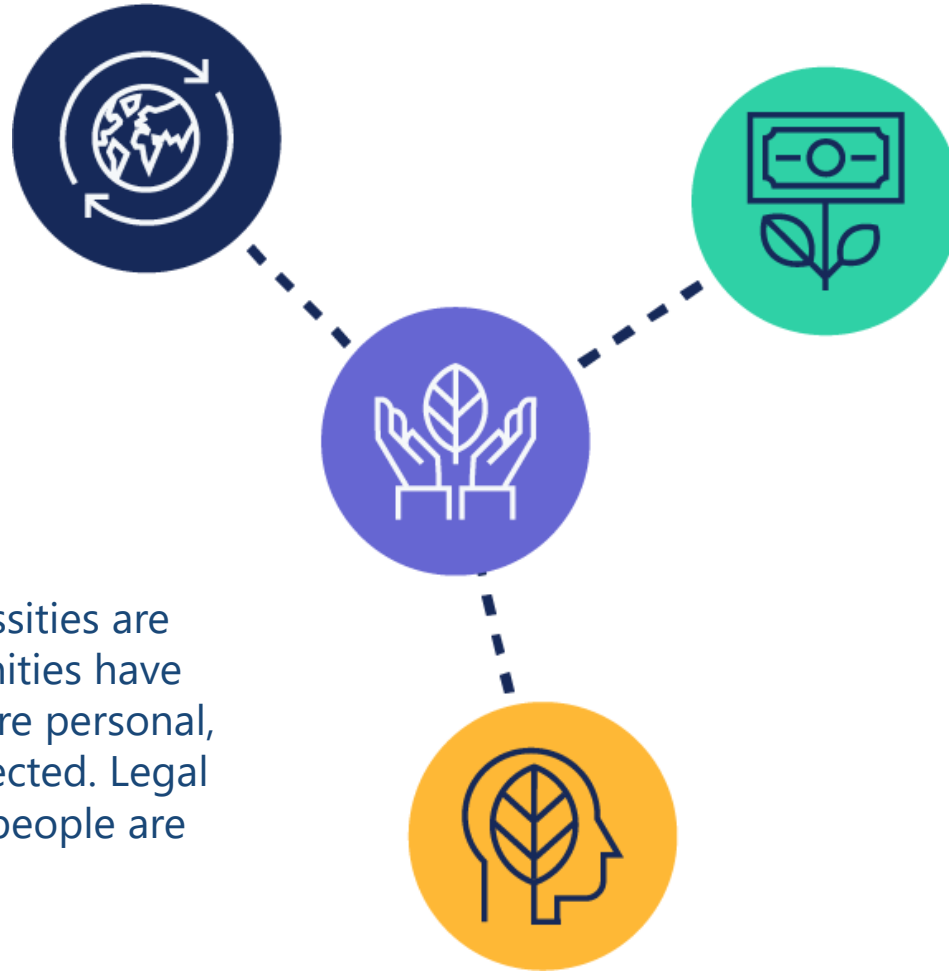 ssities are
nities have
re personal,
ected. Legal
people are